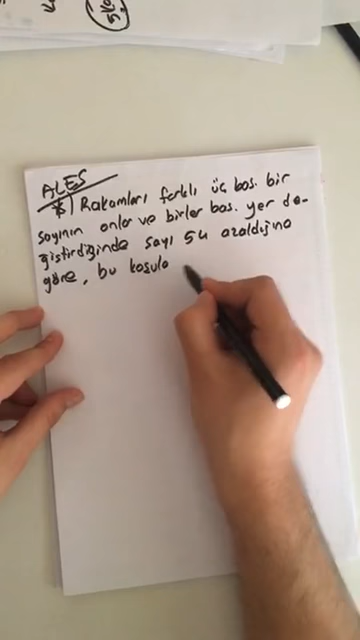 ALES
*) Rakamları farklı üç bas. bir
sayının onlar ve birler bas. yer de-
ğiştirdiğinde sayı 54 azaldığına
göre, bu koşula